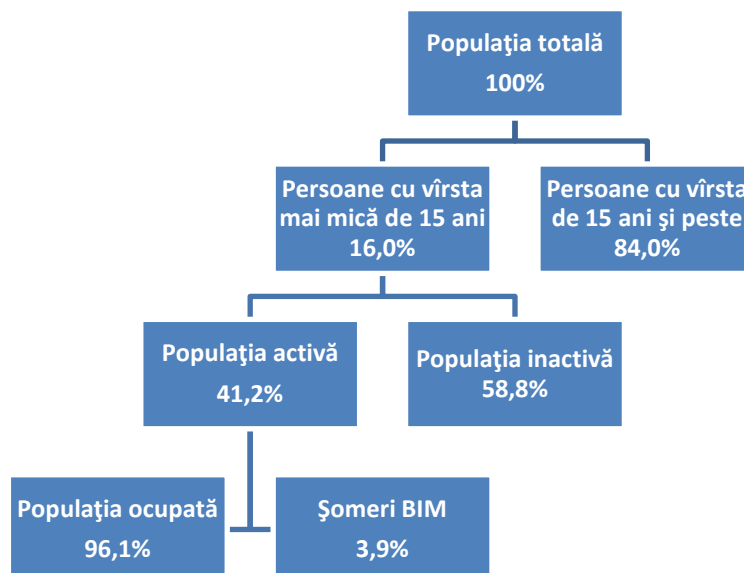 Populaţia totală
100%
Persoane cu vîrsta
mai mică de 15 ani
16,0%
Persoane cu vîrsta
de 15 ani şi peste
84,0%
Populaţia activă
41,2%
Populaţia inactivă
58,8%
Populaţia ocupată
96,1%
Şomeri BIM
3,9%